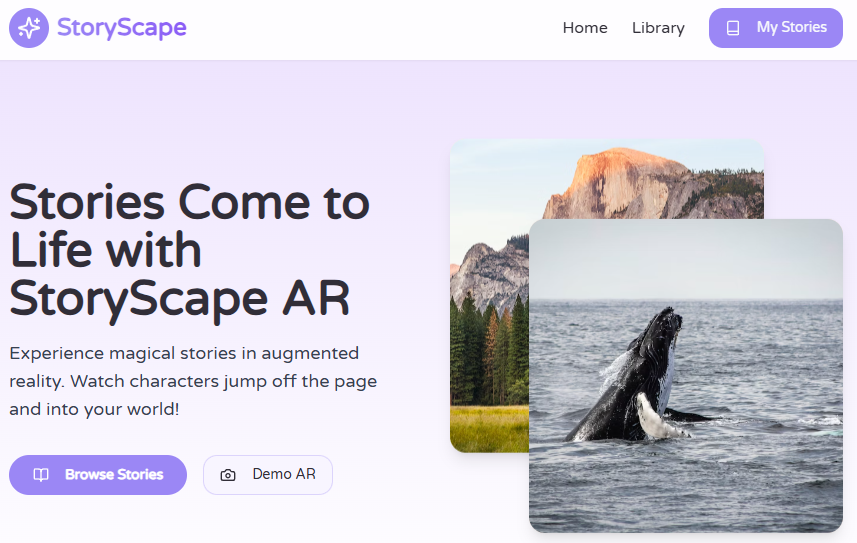 StoryScape
Home
Library
My Stories
Stories Come to
Life with
StoryScape AR
Experience magical stories in augmented
reality. Watch characters jump off the page
and into your world!
Browse Stories
Demo AR